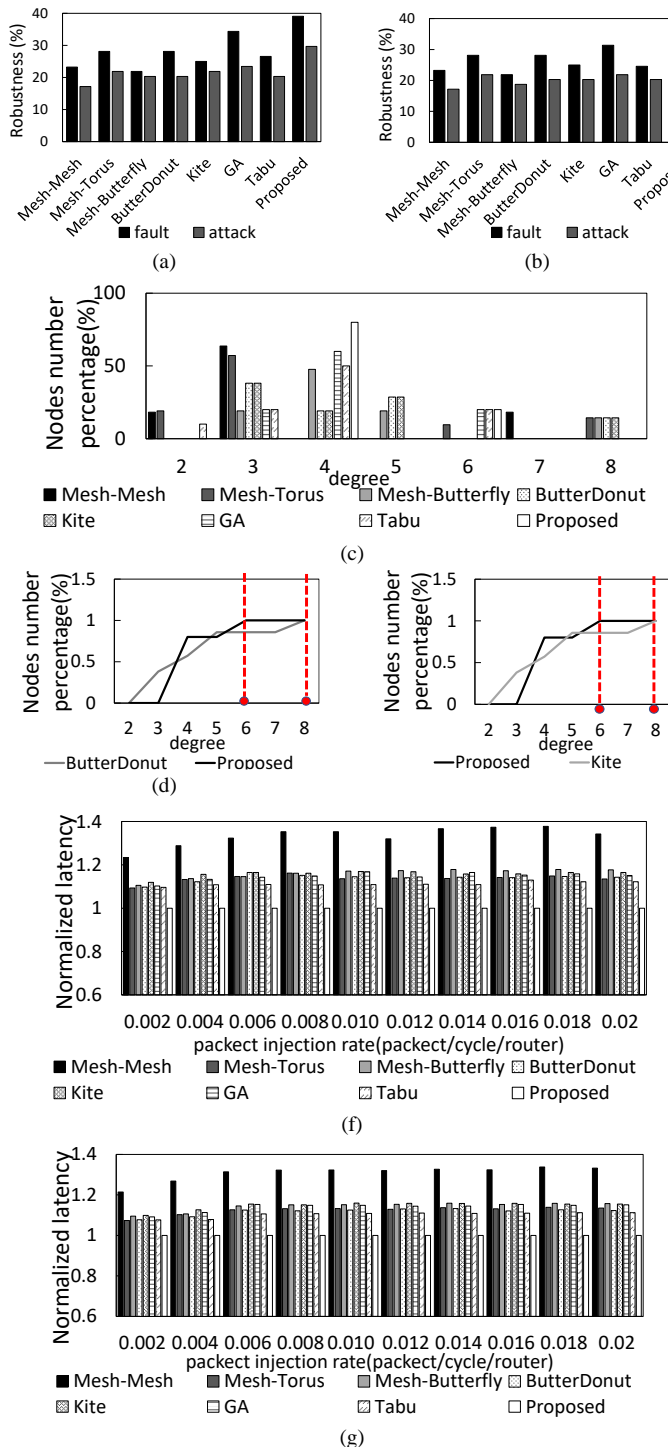 Robustness (%)
40
30
20
10
0
Mesh-Mesh
Mesh-Torus
Mesh-Butterfly
ButterDonut
Kite
GA
Tabu
Proposed
fault attack
(a)
Robustness (%)
40
30
20
10
0
Mesh-Mesh
Mesh-Torus
Mesh-Butterfly
ButterDonut
Kite
GA
Tabu
Propos
fault attack
(b)
Nodes number
percentage(%)
100
50
0
2 3 4 5 6 7 8
degree
Mesh-Mesh Mesh-Torus Mesh-Butterfly ButterDonut
Kite GA Tabu Proposed
(c)
Nodes number
percentage(%)
1.5
1
0.5
0
2 3 4 5 6 7 8
degree
ButterDonut Proposed
(d)
Nodes number
percentage(%)
1.5
1
0.5
0
2 3 4 5 6 7 8
degree
Proposed Kite
Normalized latency
1.4
1.2
1
0.8
0.6
0.002 0.004 0.006 0.008 0.010 0.012 0.014 0.016 0.018 0.02
packect injection rate(packect/cycle/router)
Mesh-Mesh Mesh-Torus Mesh-Butterfly ButterDonut
Kite GA Tabu Proposed
(f)
Normalized latency
1.4
1.2
1
0.8
0.6
0.002 0.004 0.006 0.008 0.010 0.012 0.014 0.016 0.018 0.02
packect injection rate(packect/cycle/router)
Mesh-Mesh Mesh-Torus Mesh-Butterfly ButterDonut
Kite GA Tabu Proposed
(g)